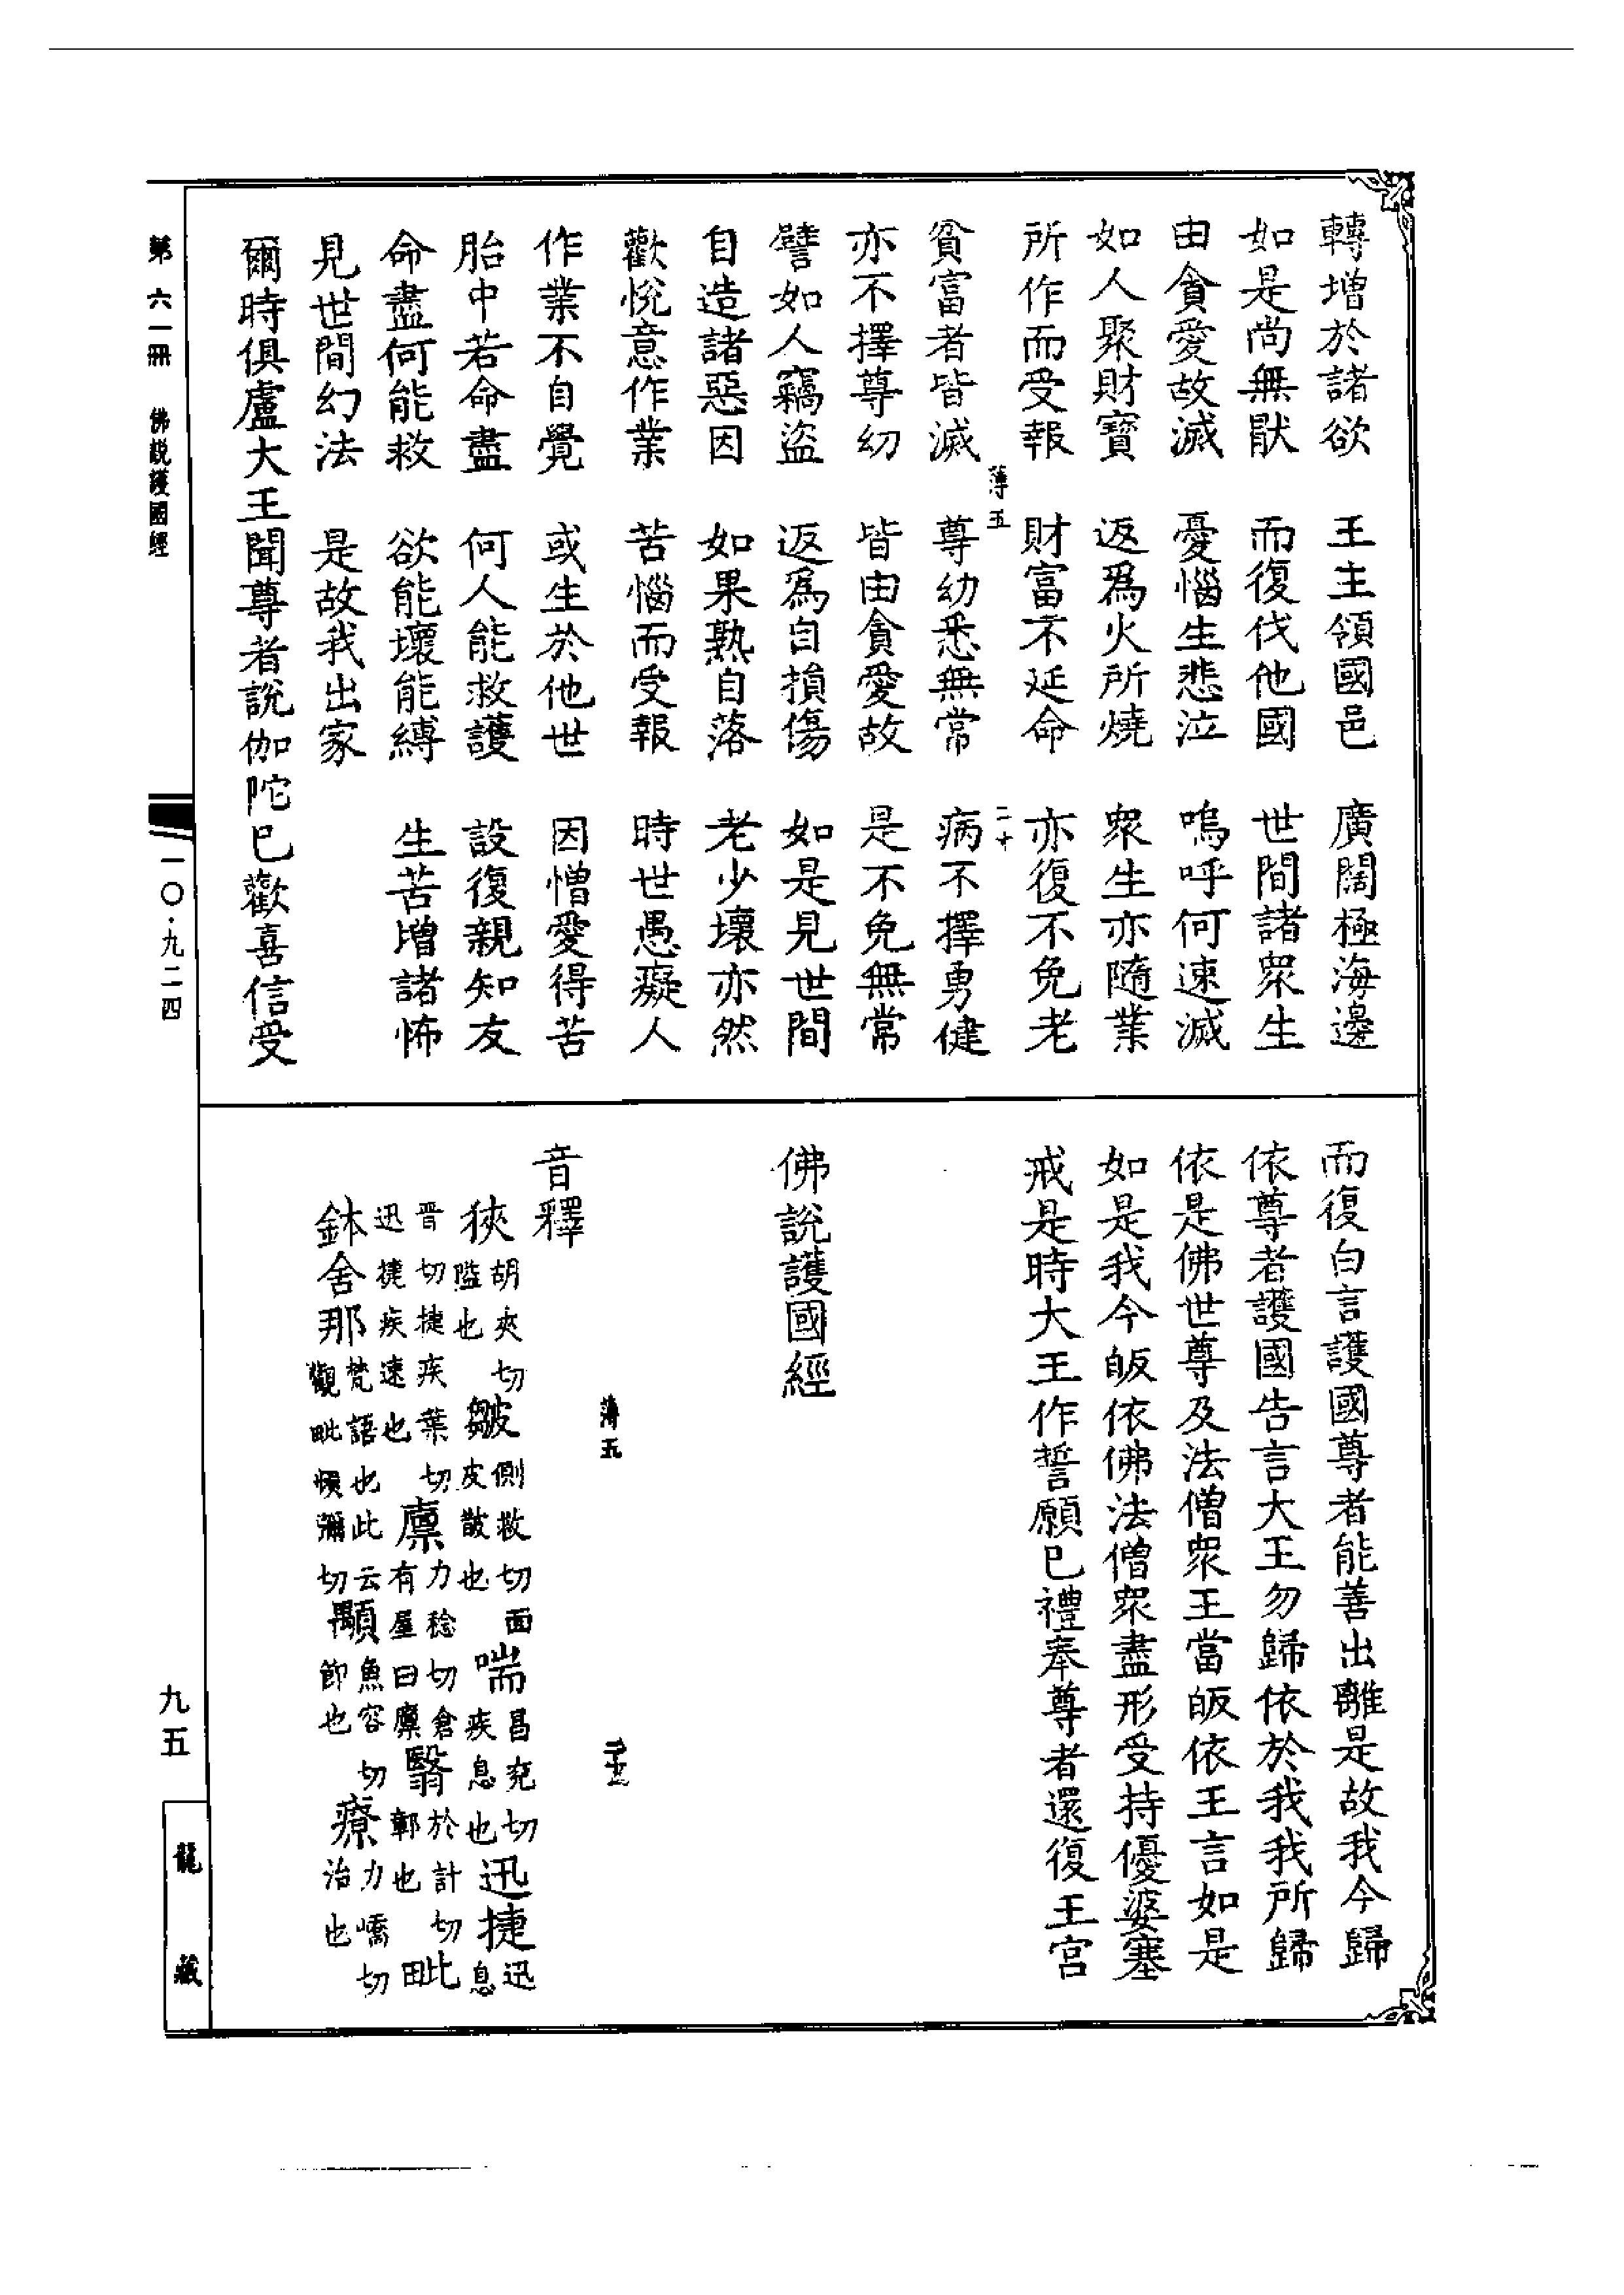 轉增於諸欲　王主領國邑　廣闊極海邊
如是尚無猒　而復伐他國　世間諸衆生
由貪愛故滅　憂惱生悲泣　嗚呼何速滅
如人聚財寶　返爲火所燒　衆生亦隨業
所作而受報　財富不延命　亦復不免老
薄五　二十
貧富者皆滅　尊幼悉無常　病不擇勇健
亦不擇尊幼　皆由貪愛故　是不免無常
譬如人竊盜　返爲自損傷　如是見世間
自造諸惡因　如果熟自落　老少壞亦然
歡悅意作業　苦惱而受報　時世愚癡人
作業不自覺　或生於他世　因憎愛得苦
胎中若命盡　何人能救護　設復親知友
命盡何能救　欲能壞能縛　生苦增諸怖
見世間幻法　是故我出家
爾時俱盧大王聞尊者說伽陀已歡喜信受
而復白言護國尊者能善出離是故我今歸
依尊者護國告言大王勿歸依於我我所歸
依是佛世尊及法僧衆王當皈依王言如是
如是我今皈依佛法僧衆盡形受持優婆塞
戒是時大王作誓願已禮奉尊者還復王宮
佛說護國經
薄五
音釋
狹胡夾切隘也　皺側救切面皮皺也　喘昌兖切疾息也　迅捷迅息
晉切捷疾葉切迅捷疾速也　廩力稔切倉有屋曰廩　翳於計切鄣也　毗
鉢舍那梵語也此云觀毗頻彌切　顒魚容切仰也　療力嶠切治也
第六一冊　佛說護國經
一〇·九二四
九五
龍藏